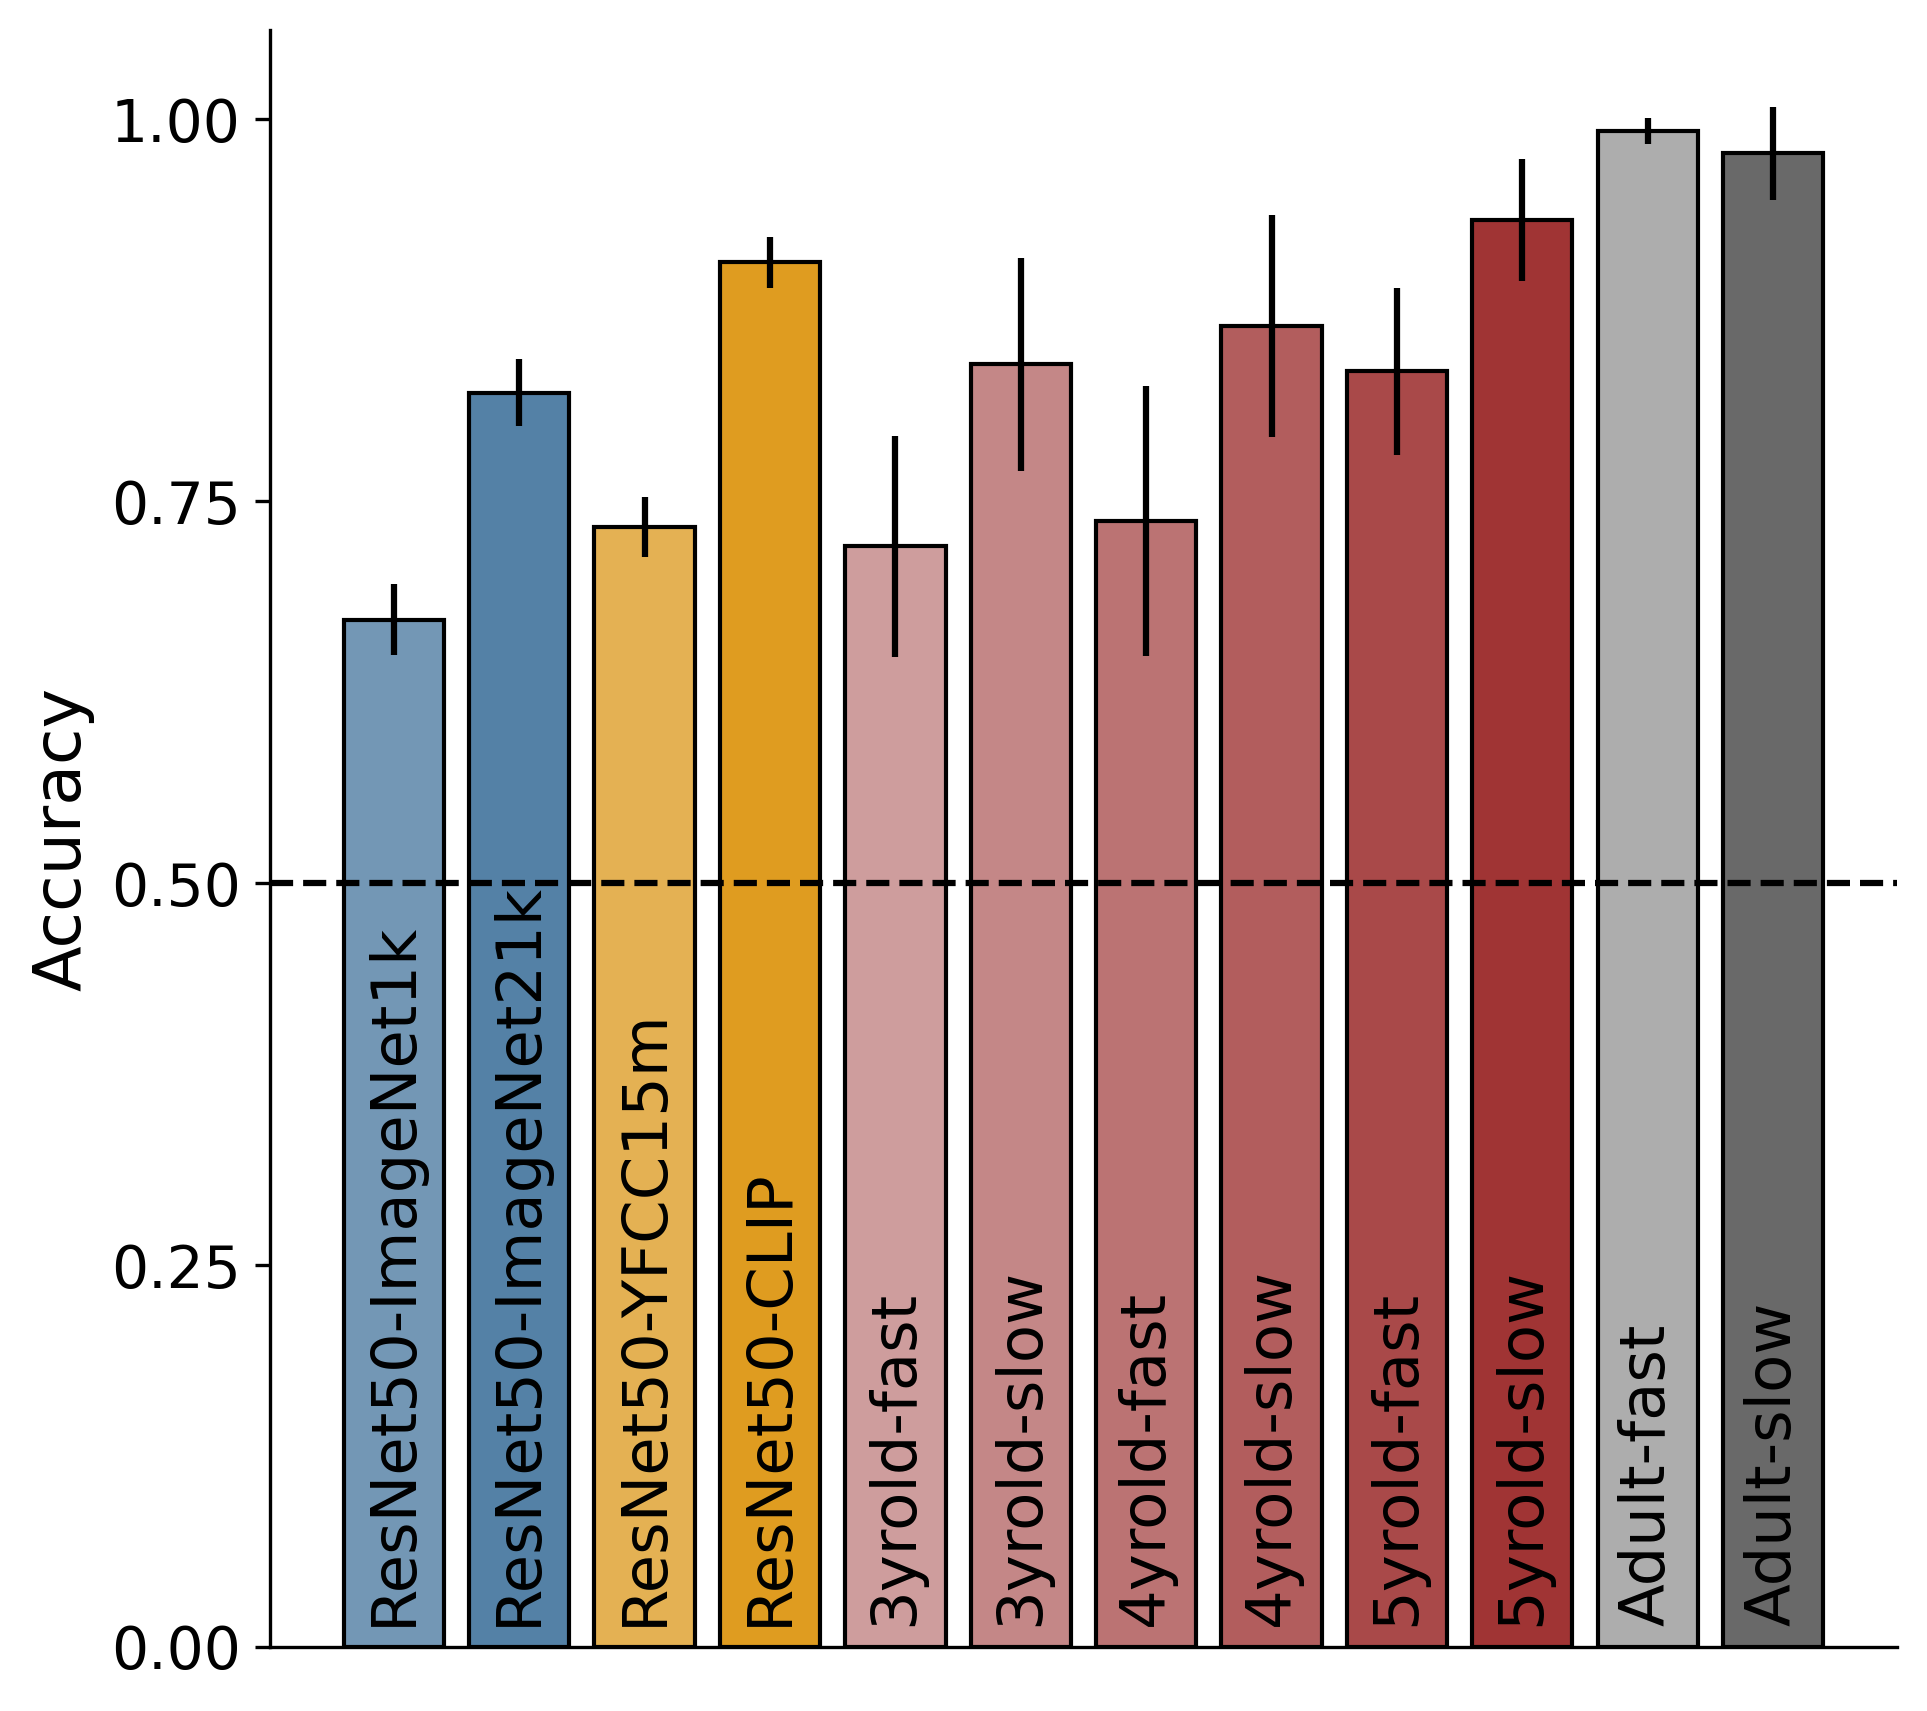 Accuracy
1.00
0.75
0.50
0.25
0.00
ResNet50-ImageNet1k
ResNet50-ImageNet21k
ResNet50-YFCC15m
ResNet50-CLIP
3yrold-fast
3yrold-slow
4yrold-fast
4yrold-slow
5yrold-fast
5yrold-slow
Adult-fast
Adult-slow